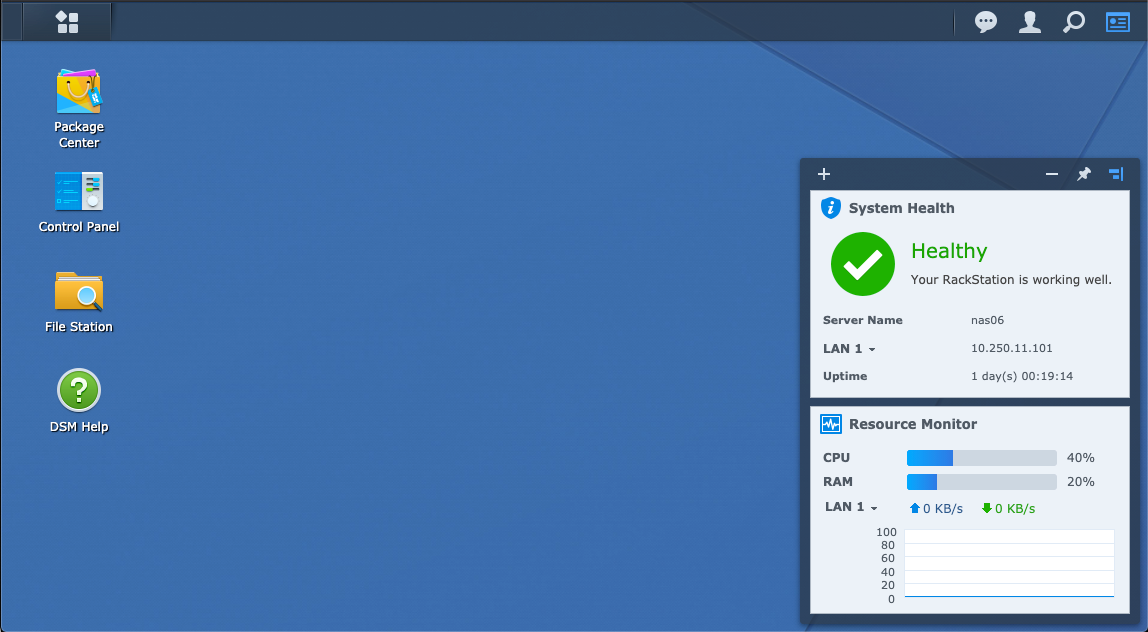 Package
Center
Control Panel
File Station
DSM Help
System Health
Healthy
Your RackStation is working well.
Server Name nas06
LAN 1 10.250.11.101
Uptime 1 day(s) 00:19:14
Resource Monitor
CPU 40%
RAM 20%
LAN 1 0 KB/s 0 KB/s
100
80
60
40
20
0